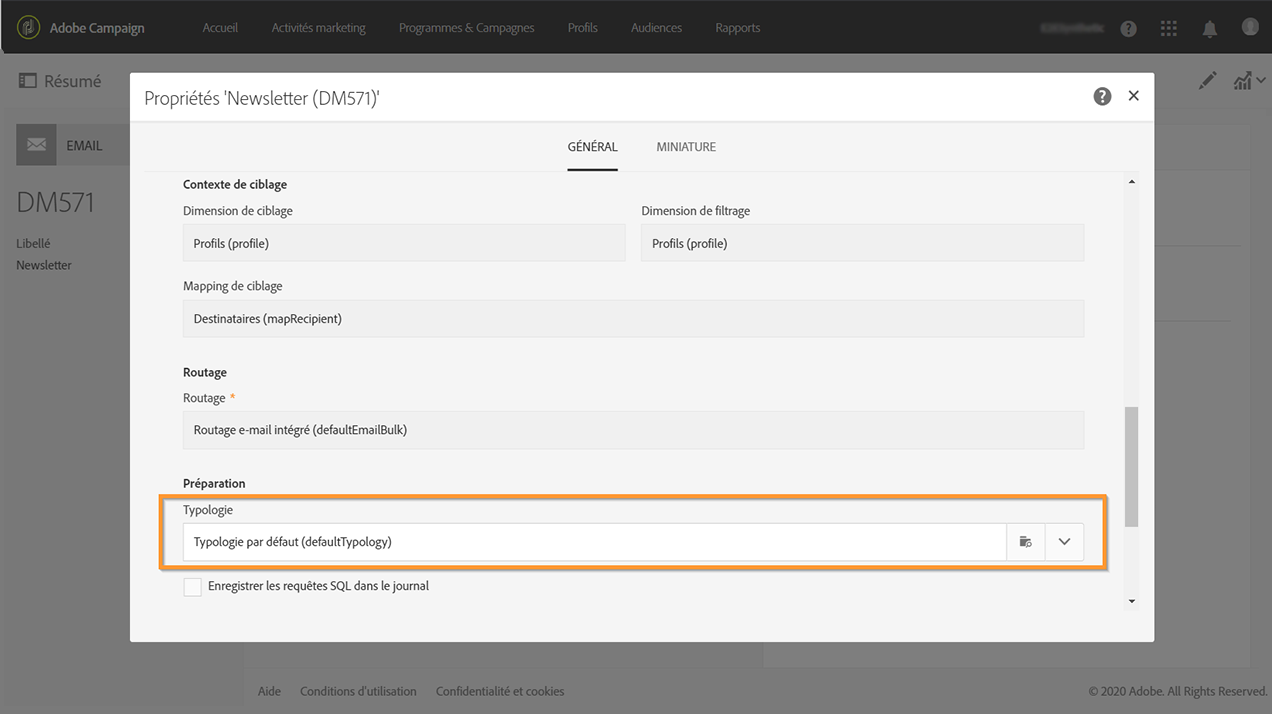 Adobe Campaign Accueil Activités marketing Programmes & Campagnes Profils Audiences Rapports
Résumé
Propriétés 'Newsletter (DM571)'
EMAIL
GÉNÉRAL MINIATURE
DM571
Libellé
Newsletter
Contexte de ciblage
Dimension de ciblage Dimension de filtrage
Profils (profile) Profils (profile)
Mapping de ciblage
Destinataires (mapRecipient)
Routage
Routage *
Routage e-mail intégré (defaultEmailBulk)
Préparation
Typologie
Typologie par défaut (defaultTypology)
Enregistrer les requêtes SQL dans le journal
Aide Conditions d'utilisation Confidentialité et cookies © 2020 Adobe. All Rights Reserved.